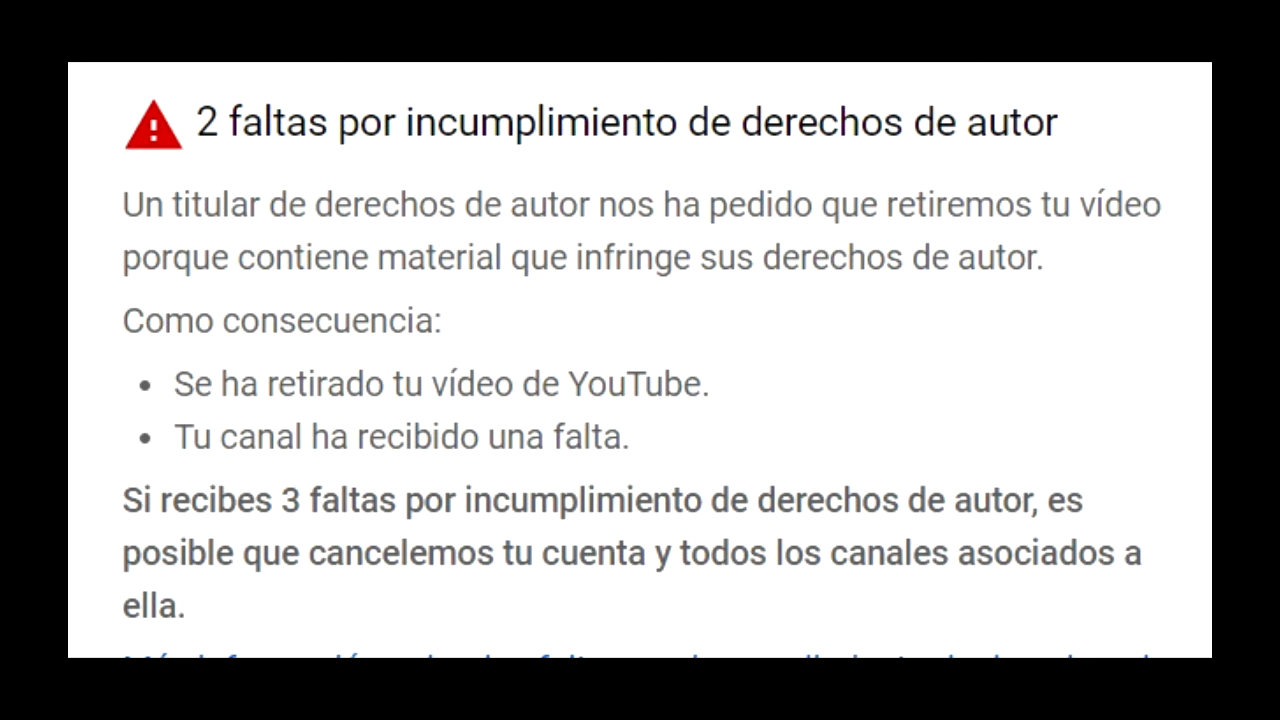 2 faltas por incumplimiento de derechos de autor
Un titular de derechos de autor nos ha pedido que retiremos tu vídeo
porque contiene material que infringe sus derechos de autor.
Como consecuencia:
• Se ha retirado tu vídeo de YouTube.
• Tu canal ha recibido una falta.
Si recibes 3 faltas por incumplimiento de derechos de autor, es
posible que cancelemos tu cuenta y todos los canales asociados a
ella.